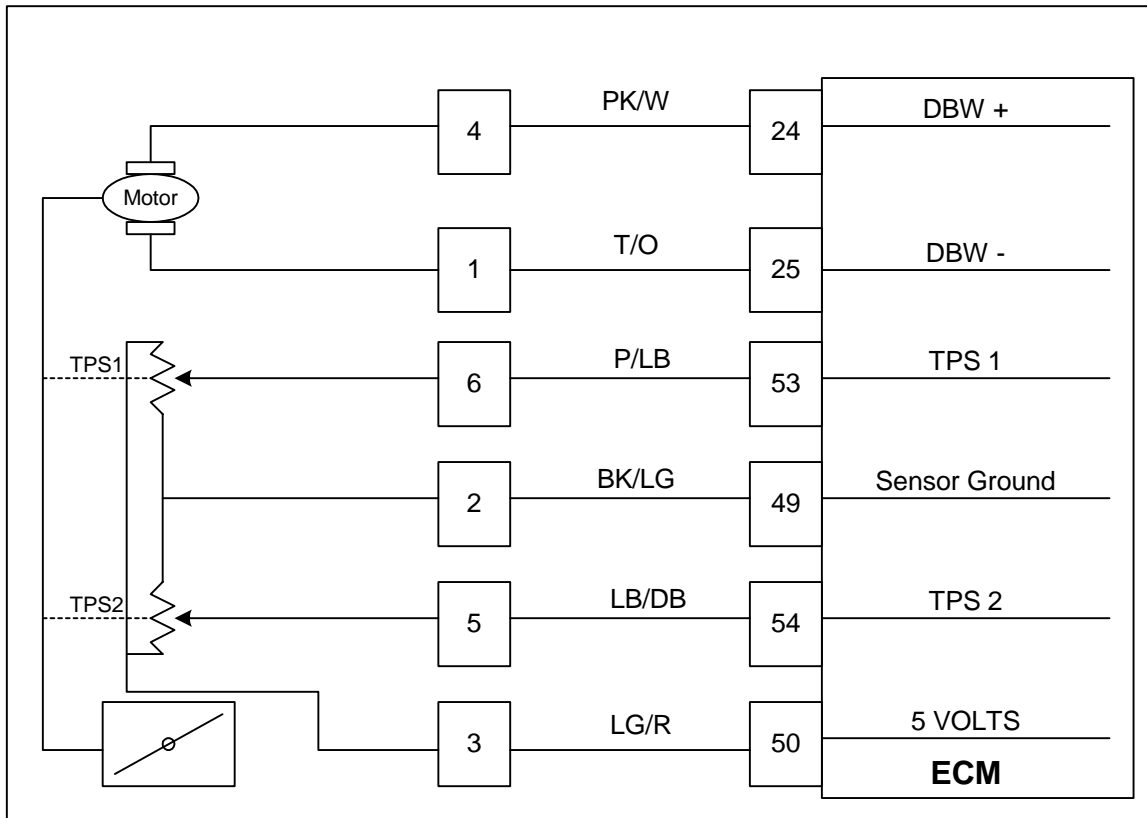 PK/W
4
24
DBW +
Motor
T/O
1
25
DBW -
TPS1
P/LB
6
53
TPS 1
BK/LG
2
49
Sensor Ground
TPS2
LB/DB
5
54
TPS 2
LG/R
3
50
5 VOLTS
ECM